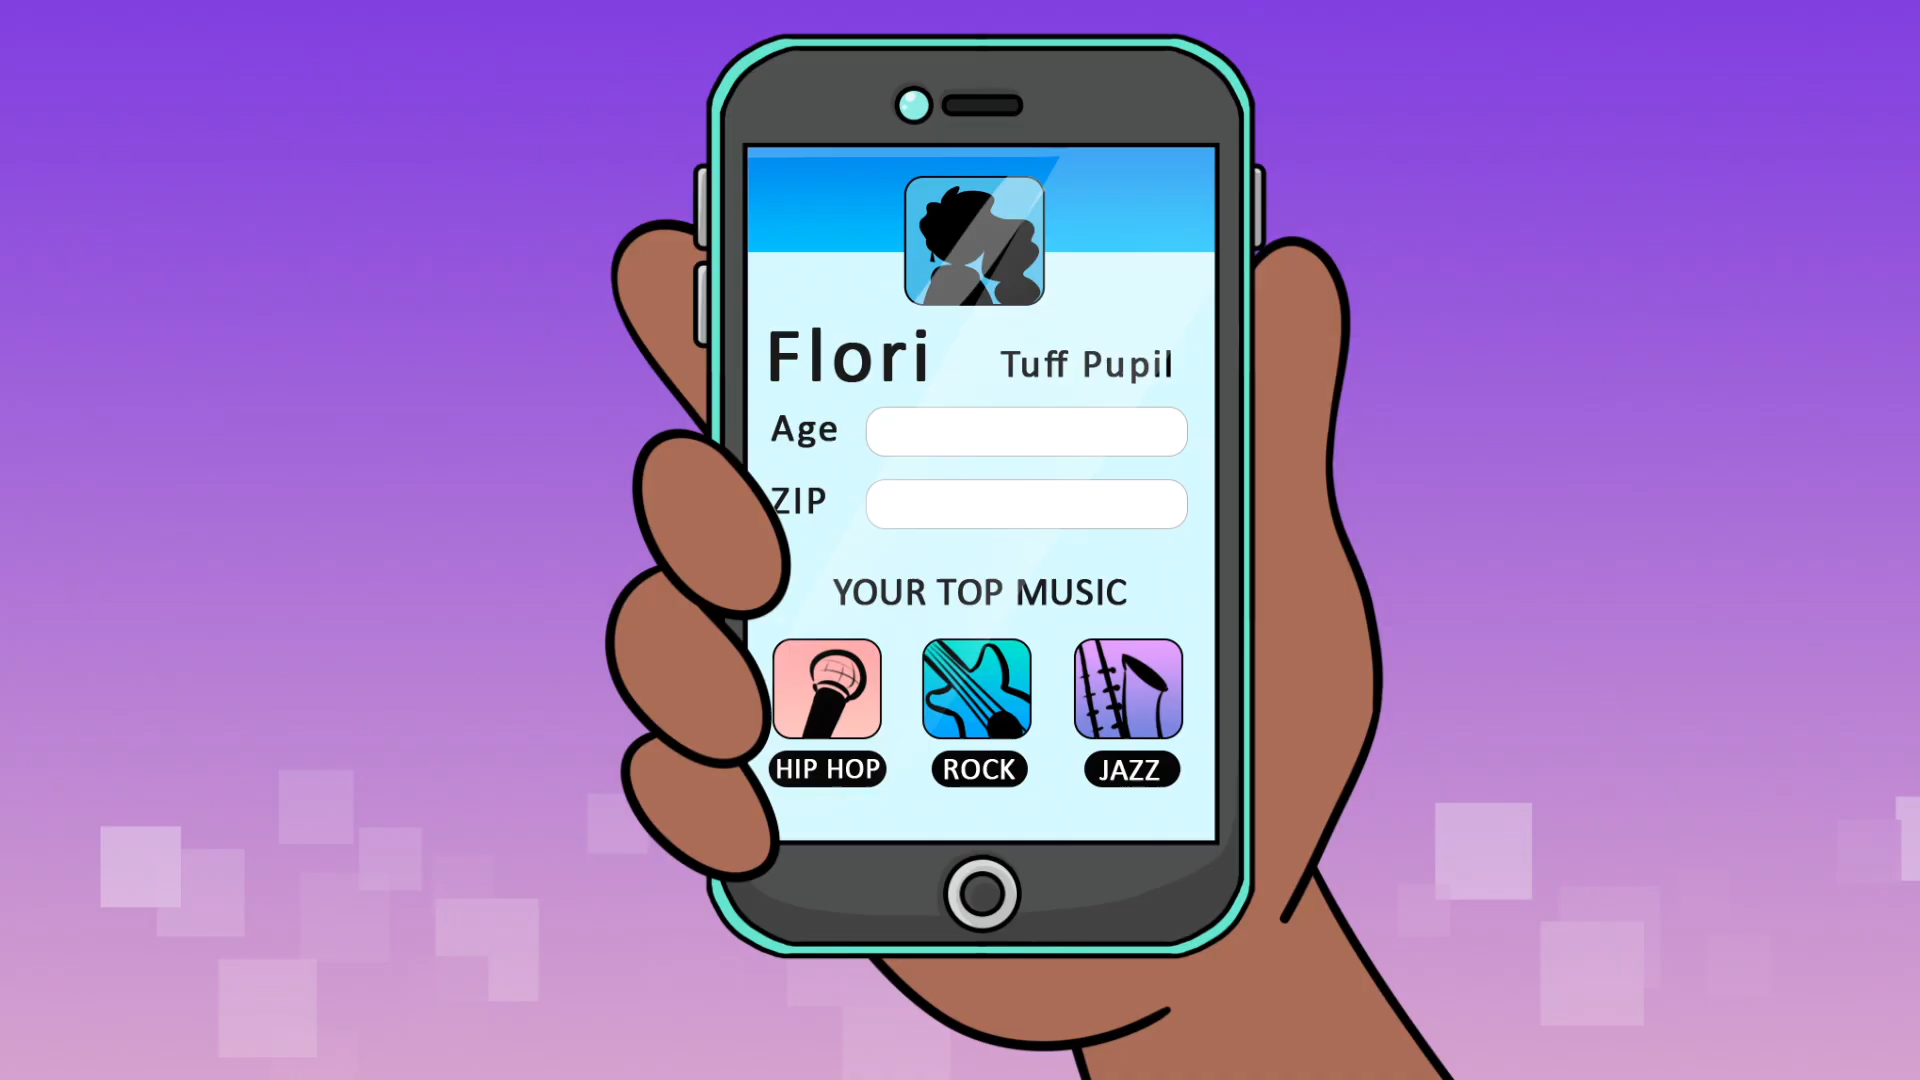 Flori Tuff Pupil
Age
ZIP
YOUR TOP MUSIC
HIP HOP ROCK JAZZ